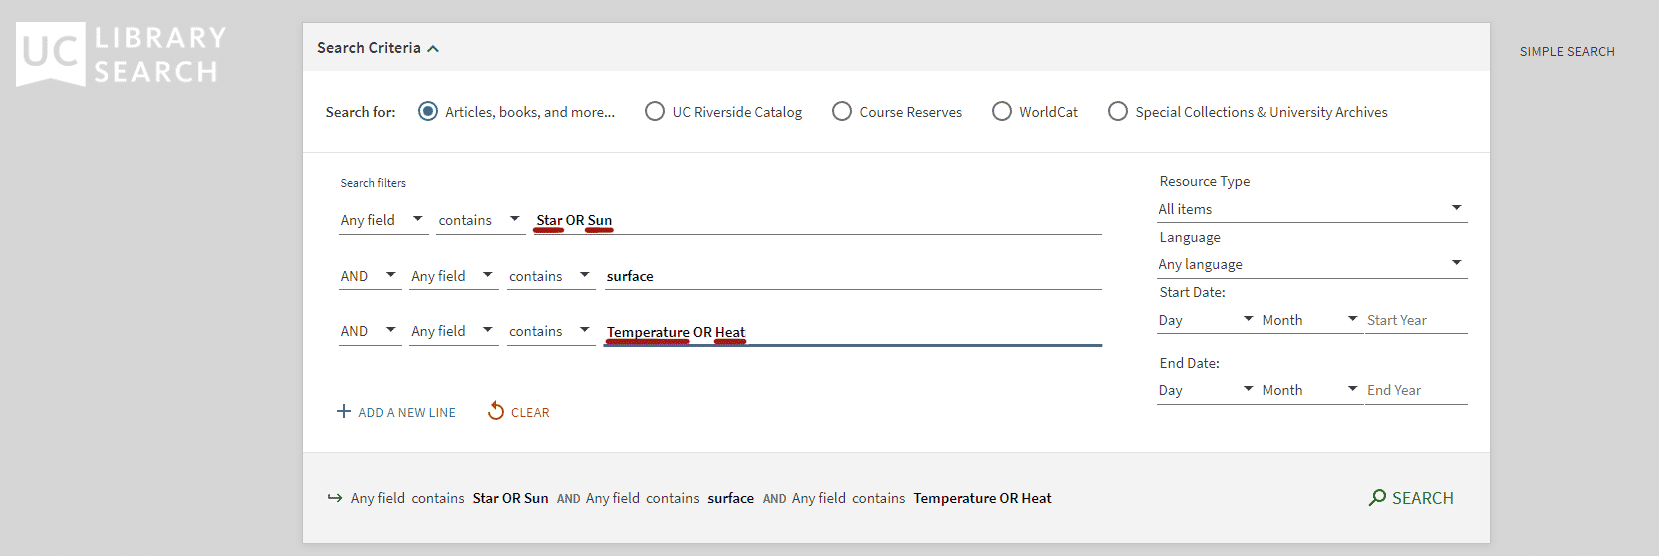 UC LIBRARY SEARCH
Search Criteria
SIMPLE SEARCH
Search for: Articles, books, and more... UC Riverside Catalog Course Reserves WorldCat Special Collections & University Archives
Search filters
Any field contains Star OR Sun
AND Any field contains surface
AND Any field contains Temperature OR Heat
ADD A NEW LINE CLEAR
Resource Type
All items
Language
Any language
Start Date:
Day Month Start Year
End Date:
Day Month End Year
Any field contains Star OR Sun AND Any field contains surface AND Any field contains Temperature OR Heat
SEARCH